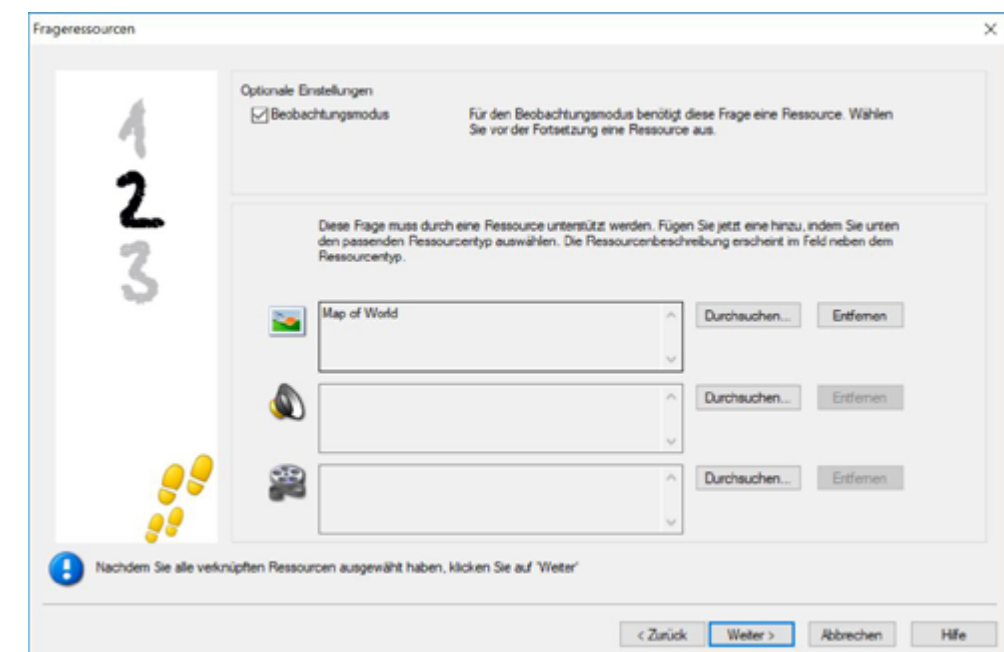 Frageressourcen
1
2
3
Optionale Einstellungen
Beobachtungsmodus
Für den Beobachtungsmodus benötigt diese Frage eine Ressource. Wählen
Sie vor der Fortsetzung eine Ressource aus.
Diese Frage muss durch eine Ressource unterstützt werden. Fügen Sie jetzt eine hinzu, indem Sie unten
den passenden Ressourcentyp auswählen. Die Ressourcenbeschreibung erscheint im Feld neben dem
Ressourcentyp.
Map of World
Durchsuchen...
Entfernen
Durchsuchen...
Entfernen
Durchsuchen...
Entfernen
Nachdem Sie alle verknüpften Ressourcen ausgewählt haben, klicken Sie auf 'Weiter'
< Zurück
Weiter >
Abbrechen
Hilfe